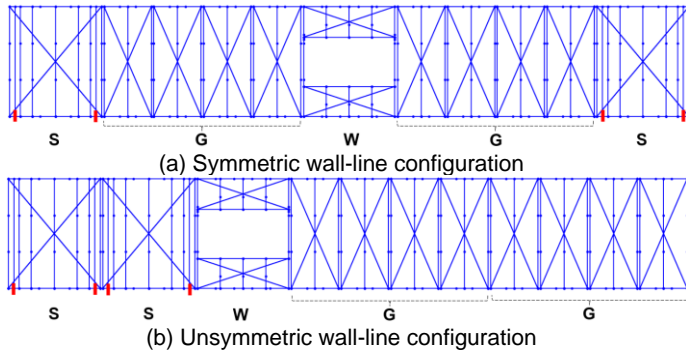 S G W G S
(a) Symmetric wall-line configuration
S S W G G
(b) Unsymmetric wall-line configuration